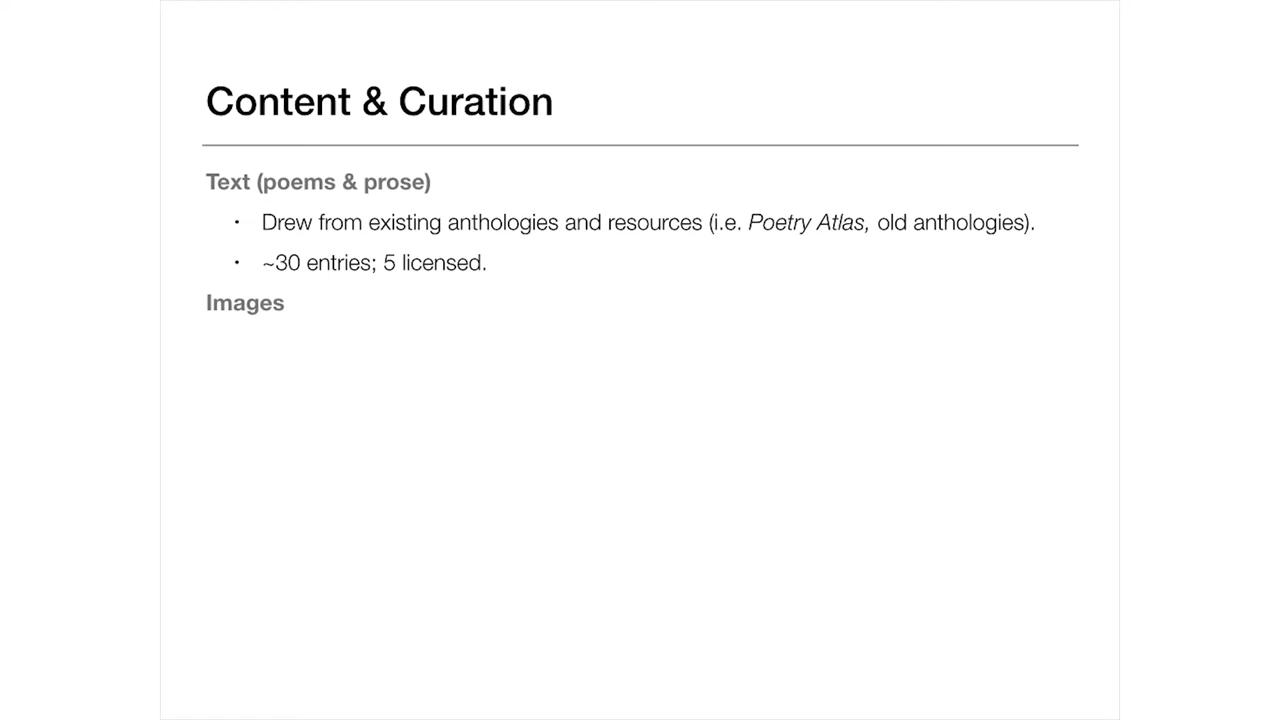 Content & Curation
Text (poems & prose)
• Drew from existing anthologies and resources (i.e. Poetry Atlas, old anthologies).
• ~30 entries; 5 licensed.
Images